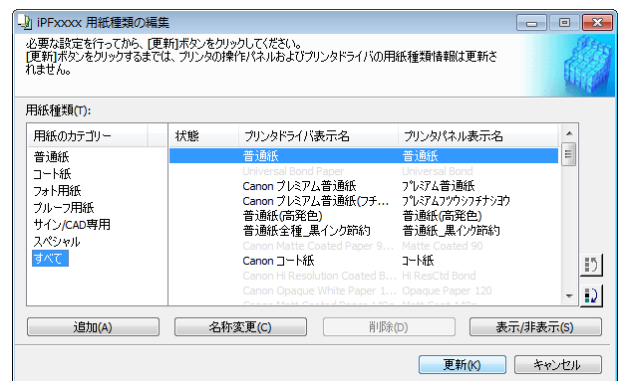 iPFxxxx 用紙種類の編集
必要な設定を行ってから、[更新]ボタンをクリックしてください。
[更新]ボタンをクリックするまでは、プリンタの操作パネルおよびプリンタドライバの用紙種類情報は更新さ
れません。
用紙種類(T):
用紙のカテゴリー 状態 プリンタドライバ表示名 プリンタパネル表示名
普通紙 普通紙 普通紙
コート紙 Universal Bond Paper Universal Bond
フォト用紙 Canon プレミアム普通紙 プレミアム普通紙
プルーフ用紙 Canon プレミアム普通紙(フチ... プレミアムフツウシフチナシヨウ
サイン/CAD専用 普通紙(高発色) 普通紙(高発色)
スペシャル 普通紙全種_黒インク節約 普通紙_黒インク節約
すべて Canon Matte Coated Paper 9... Matte Coated 90
Canon コート紙 コート紙
Canon Hi Resolution Coated B... Hi ResCtd Bond
Canon Opaque White Paper 1... Opaque Paper 120
追加(A) 名称変更(C) 削除(D) 表示/非表示(S)
更新(K) キャンセル